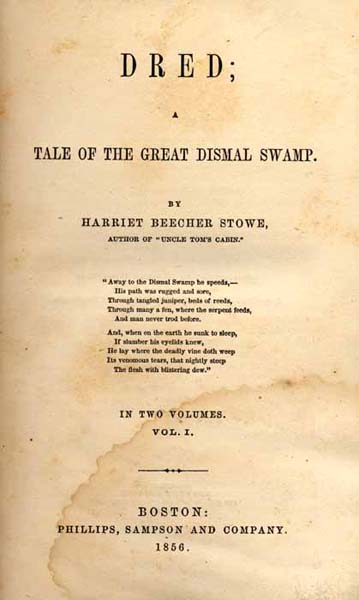 DRED;
A
TALE OF THE GREAT DISMAL SWAMP.
BY
HARRIET BEECHER STOWE,
AUTHOR OF "UNCLE TOM'S CABIN."
"Away to the Dismal Swamp he speeds,—
His path was rugged and sore,
Through tangled juniper, beds of reeds,
Through many a fen, where the serpent feeds,
And man never trod before.
And, when on the earth he sunk to sleep,
If slumber his eyelids knew,
He lay where the deadly vine doth weep
Its venomous tears, that nightly steep
The flesh with blistering dew."
IN TWO VOLUMES.
VOL. I.
BOSTON:
PHILLIPS, SAMPSON AND COMPANY.
1856.